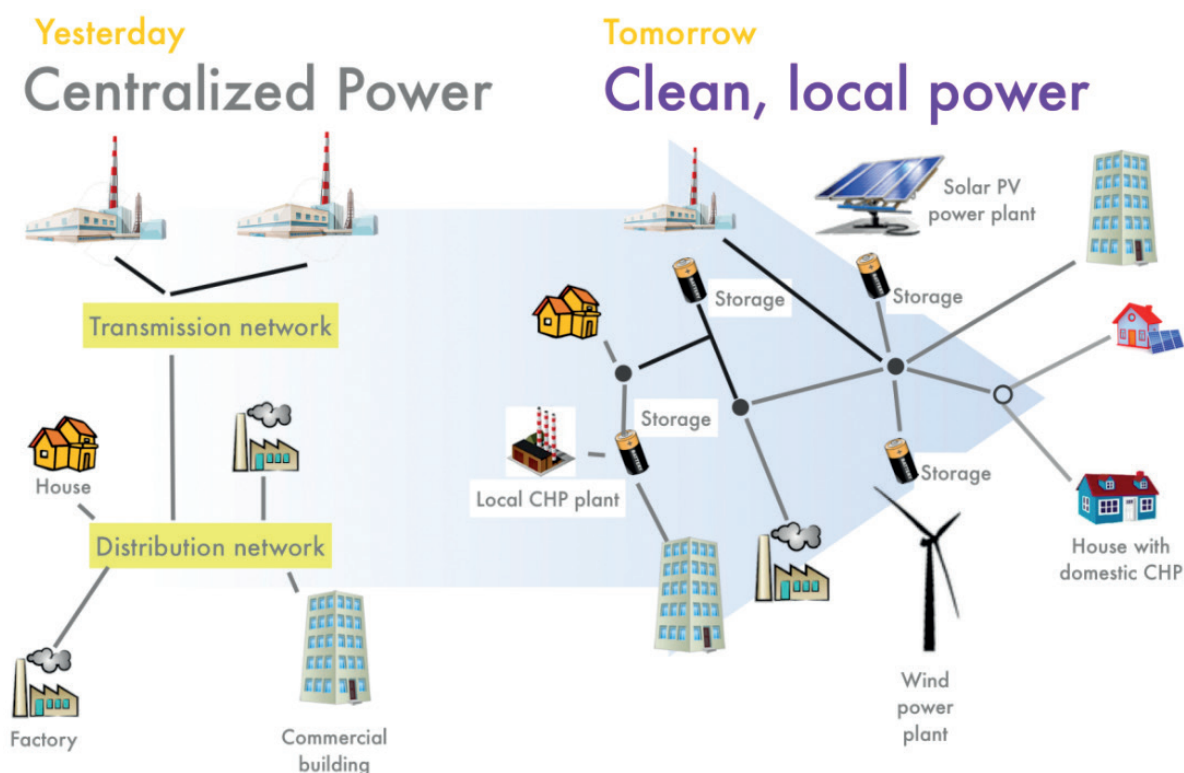 Yesterday
Centralized Power
Transmission network
House
Distribution network
Factory
Commercial
building
Tomorrow
Clean, local power
Solar PV
power plant
Storage
Storage
Storage
Local CHP plant
Storage
House with
domestic CHP
Wind
power
plant